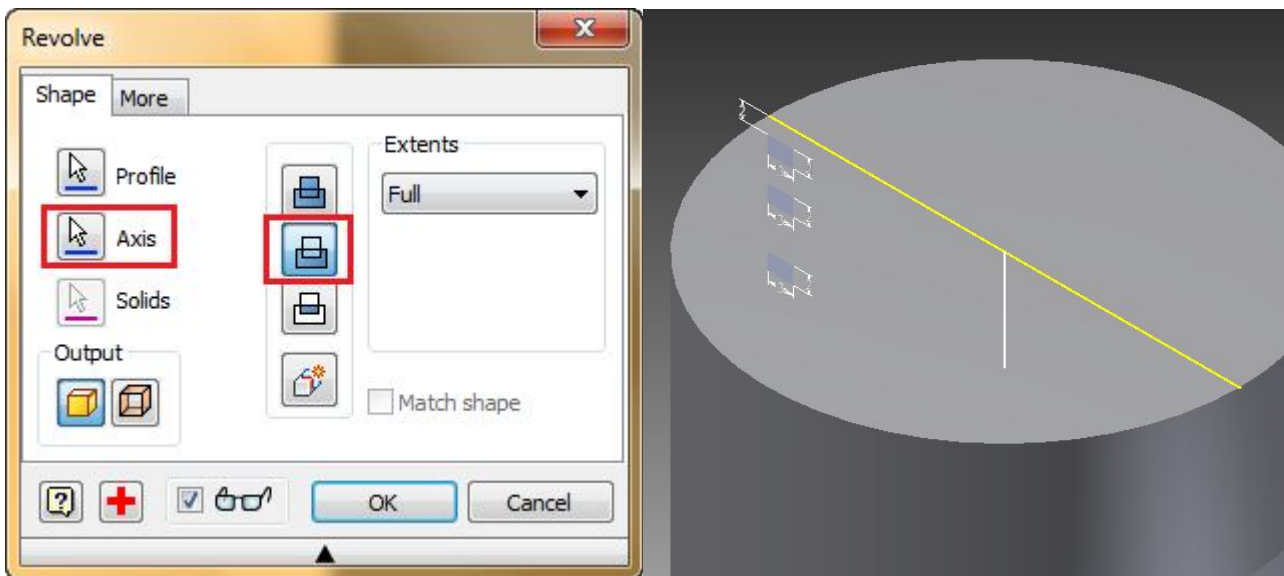 Revolve
Shape More
Profile
Axis
Solids
Output
Extents
Full
Match shape
OK Cancel